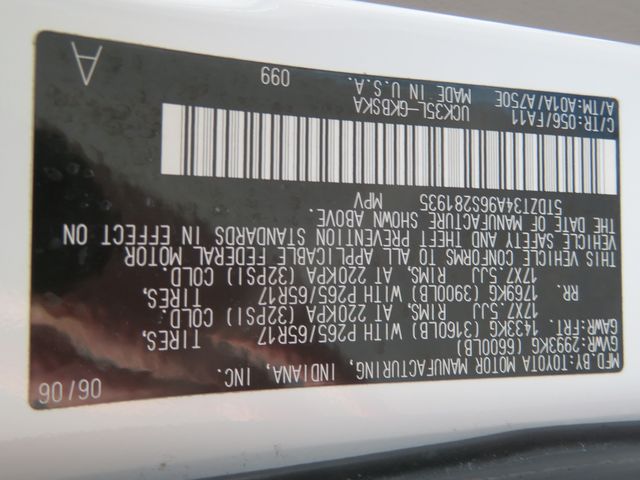 MFD.BY:TOYOTA MOTOR MANUFACTURING, INDIANA, INC. 06/06
GVWR:2993KG (6600LB)
GAWR:FRT. 1433KG (3160LB) WITH P265/65R17 TIRES,
17X7.5JJ RIMS, AT 220KPA (32PSI) COLD.
RR. 1769KG (3900LB) WITH P265/65R17 TIRES,
17X7.5JJ RIMS, AT 220KPA (32PSI) COLD.
THIS VEHICLE CONFORMS TO ALL APPLICABLE FEDERAL MOTOR
VEHICLE SAFETY AND THEFT PREVENTION STANDARDS IN EFFECT ON
THE DATE OF MANUFACTURE SHOWN ABOVE.
5TDZT34A96S281935 MPV
C/TR:056/FA11 UCK35L-GKBSKA 099 A
A/TM:A01A/A750E MADE IN U.S.A.